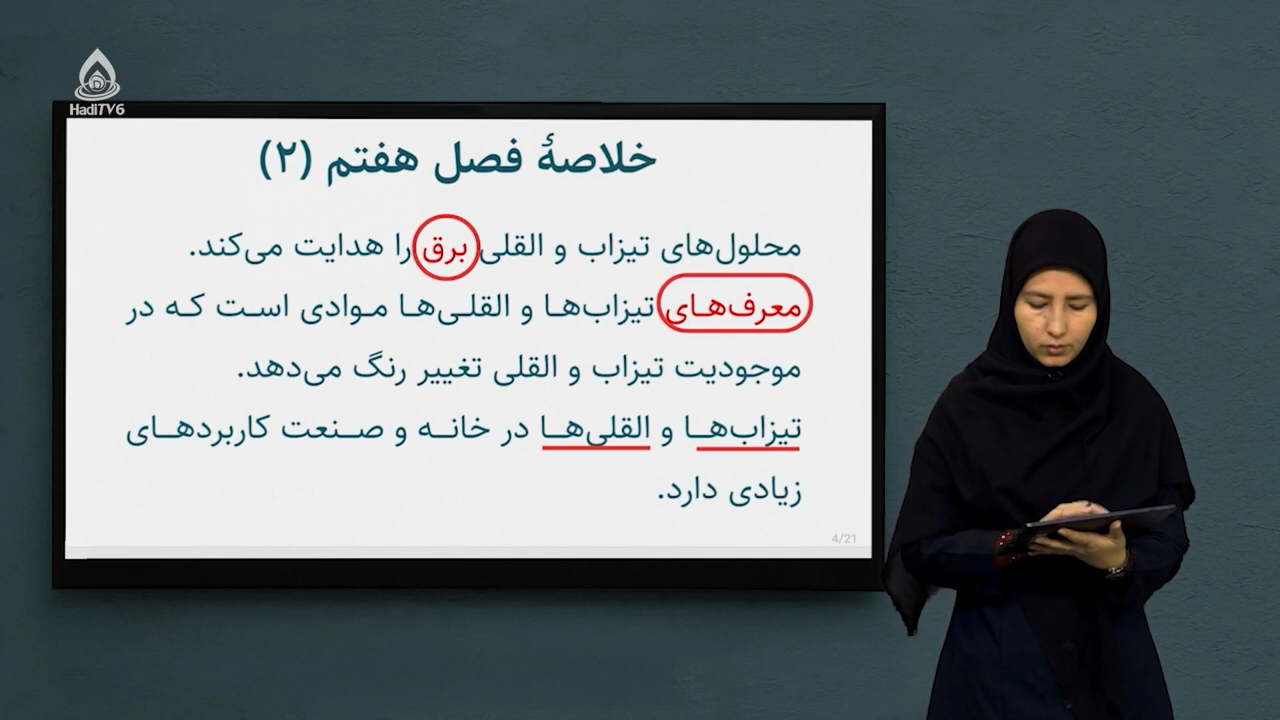 HadiTV6
خلاصهٔ فصل هفتم (۲)
محلول‌های تیزاب و القلی برق را هدایت می‌کند.
معرف‌های تیزاب‌ها و القلی‌ها موادی است که در
موجودیت تیزاب و القلی تغییر رنگ می‌دهد.
تیزاب‌ها و القلی‌ها در خانه و صنعت کاربردهای
زیادی دارد.
4/21